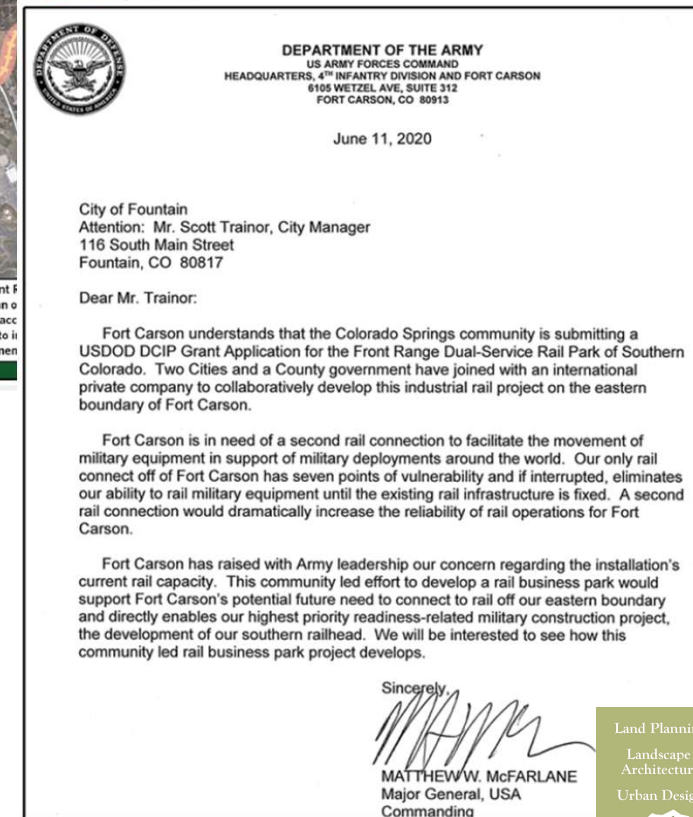 DEPARTMENT OF DEFENSE
UNITED STATES OF AMERICA
DEPARTMENT OF THE ARMY
US ARMY FORCES COMMAND
HEADQUARTERS, 4TH INFANTRY DIVISION AND FORT CARSON
6105 WETZEL AVE, SUITE 312
FORT CARSON, CO 80913
June 11, 2020
City of Fountain
Attention: Mr. Scott Trainor, City Manager
116 South Main Street
Fountain, CO 80817
Dear Mr. Trainor:
Fort Carson understands that the Colorado Springs community is submitting a
USDOD DCIP Grant Application for the Front Range Dual-Service Rail Park of Southern
Colorado. Two Cities and a County government have joined with an international
private company to collaboratively develop this industrial rail project on the eastern
boundary of Fort Carson.
Fort Carson is in need of a second rail connection to facilitate the movement of
military equipment in support of military deployments around the world. Our only rail
connect off of Fort Carson has seven points of vulnerability and if interrupted, eliminates
our ability to rail military equipment until the existing rail infrastructure is fixed. A second
rail connection would dramatically increase the reliability of rail operations for Fort
Carson.
Fort Carson has raised with Army leadership our concern regarding the installation's
current rail capacity. This community led effort to develop a rail business park would
support Fort Carson's potential future need to connect to rail off our eastern boundary
and directly enables our highest priority readiness-related military construction project,
the development of our southern railhead. We will be interested to see how this
community led rail business park project develops.
Sincerely,
MATTHEW W. McFARLANE
Major General, USA
Commanding
Land Plannin
Landscape
Architectur
Urban Desig